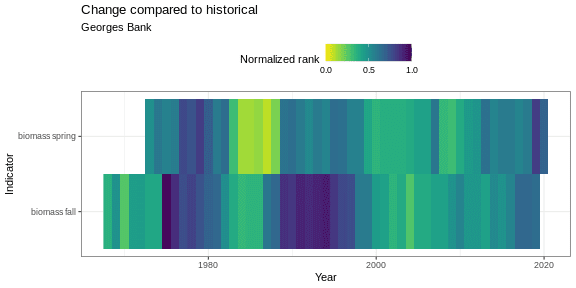 Change compared to historical
Georges Bank
Normalized rank
0.0 0.5 1.0
biomass spring
biomass fall
Indicator
1980 2000 2020
Year